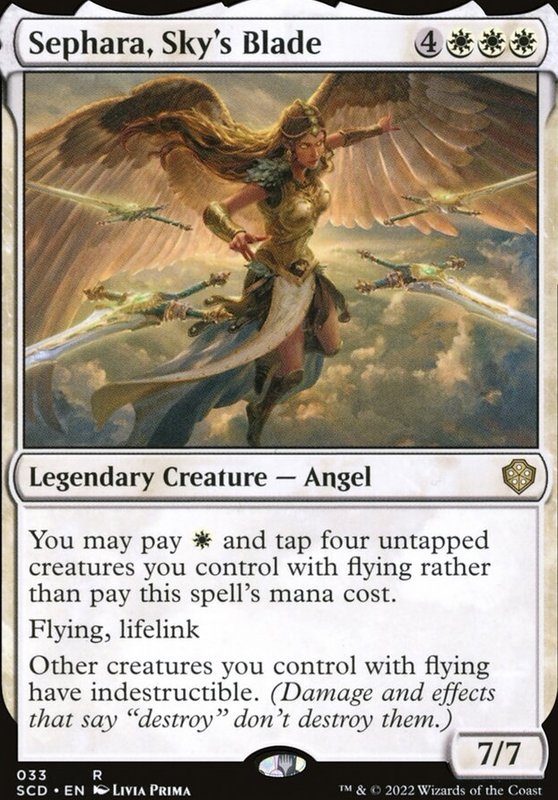 Sephara, Sky's Blade 4
Legendary Creature — Angel
You may pay and tap four untapped
creatures you control with flying rather
than pay this spell's mana cost.
Flying, lifelink
Other creatures you control with flying
have indestructible. (Damage and effects
that say "destroy" don't destroy them.)
7/7
033 R
SCD • EN LIVIA PRIMA
™ & © 2022 Wizards of the Coast